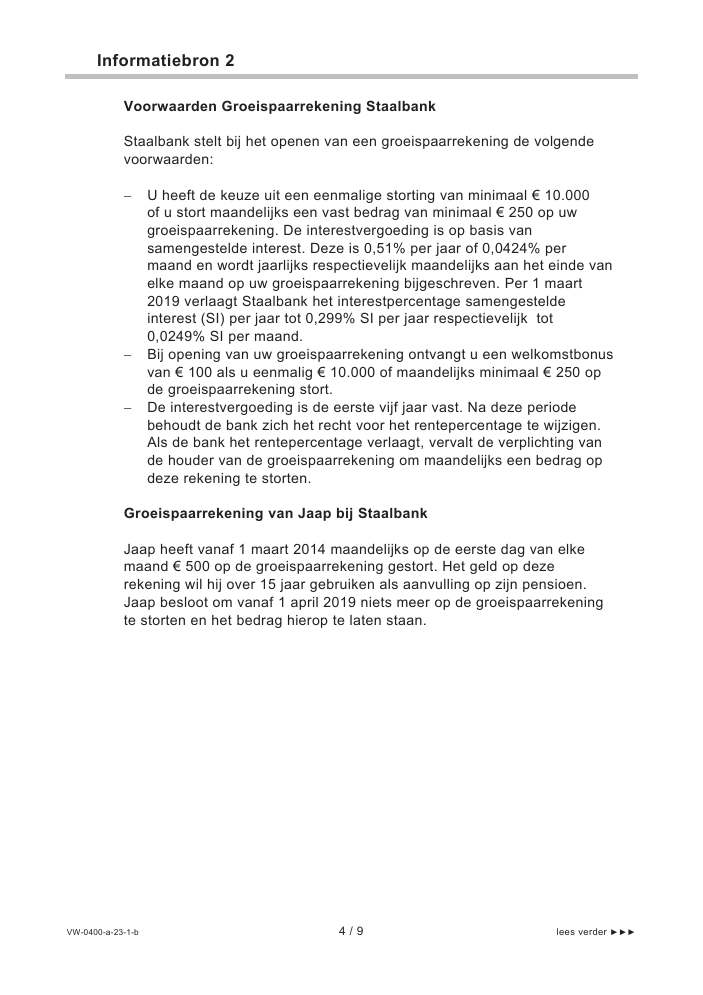 Informatiebron 2
Voorwaarden Groeispaarrekening Staalbank
Staalbank stelt bij het openen van een groeispaarrekening de volgende
voorwaarden:
– U heeft de keuze uit een eenmalige storting van minimaal € 10.000
of u stort maandelijks een vast bedrag van minimaal € 250 op uw
groeispaarrekening. De interestvergoeding is op basis van
samengestelde interest. Deze is 0,51% per jaar of 0,0424% per
maand en wordt jaarlijks respectievelijk maandelijks aan het einde van
elke maand op uw groeispaarrekening bijgeschreven. Per 1 maart
2019 verlaagt Staalbank het interestpercentage samengestelde
interest (SI) per jaar tot 0,299% SI per jaar respectievelijk  tot
0,0249% SI per maand.
– Bij opening van uw groeispaarrekening ontvangt u een welkomstbonus
van € 100 als u eenmalig € 10.000 of maandelijks minimaal € 250 op
de groeispaarrekening stort.
– De interestvergoeding is de eerste vijf jaar vast. Na deze periode
behoudt de bank zich het recht voor het rentepercentage te wijzigen.
Als de bank het rentepercentage verlaagt, vervalt de verplichting van
de houder van de groeispaarrekening om maandelijks een bedrag op
deze rekening te storten.
Groeispaarrekening van Jaap bij Staalbank
Jaap heeft vanaf 1 maart 2014 maandelijks op de eerste dag van elke
maand € 500 op de groeispaarrekening gestort. Het geld op deze
rekening wil hij over 15 jaar gebruiken als aanvulling op zijn pensioen.
Jaap besloot om vanaf 1 april 2019 niets meer op de groeispaarrekening
te storten en het bedrag hierop te laten staan.
VW-0400-a-23-1-b 4 / 9 lees verder ►►►